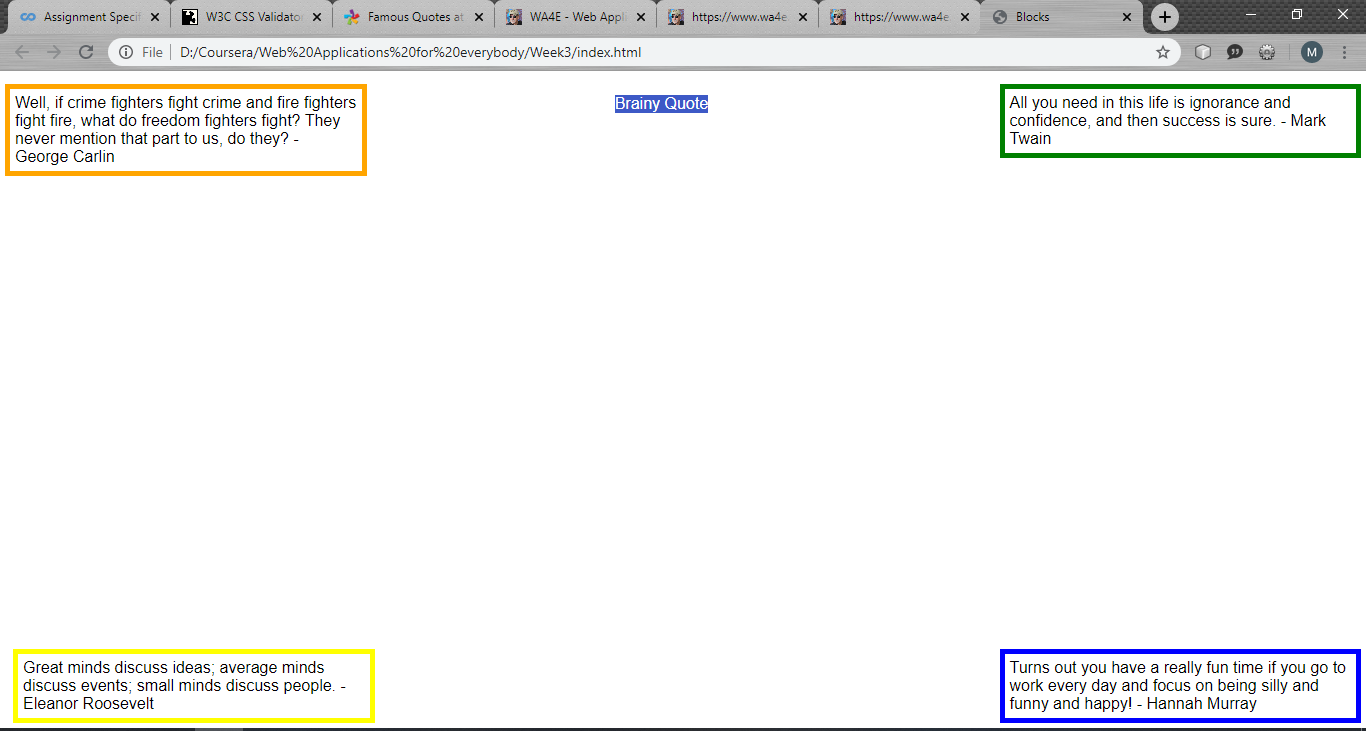 Assignment Specif
W3C CSS Validato
Famous Quotes at
WA4E - Web Appli
https://www.wa4e
https://www.wa4e
Blocks
File
D:/Coursera/Web%20Applications%20for%20everybody/Week3/index.html
M
Well, if crime fighters fight crime and fire fighters
fight fire, what do freedom fighters fight? They
never mention that part to us, do they? -
George Carlin
Brainy Quote
All you need in this life is ignorance and
confidence, and then success is sure. - Mark
Twain
Great minds discuss ideas; average minds
discuss events; small minds discuss people. -
Eleanor Roosevelt
Turns out you have a really fun time if you go to
work every day and focus on being silly and
funny and happy! - Hannah Murray